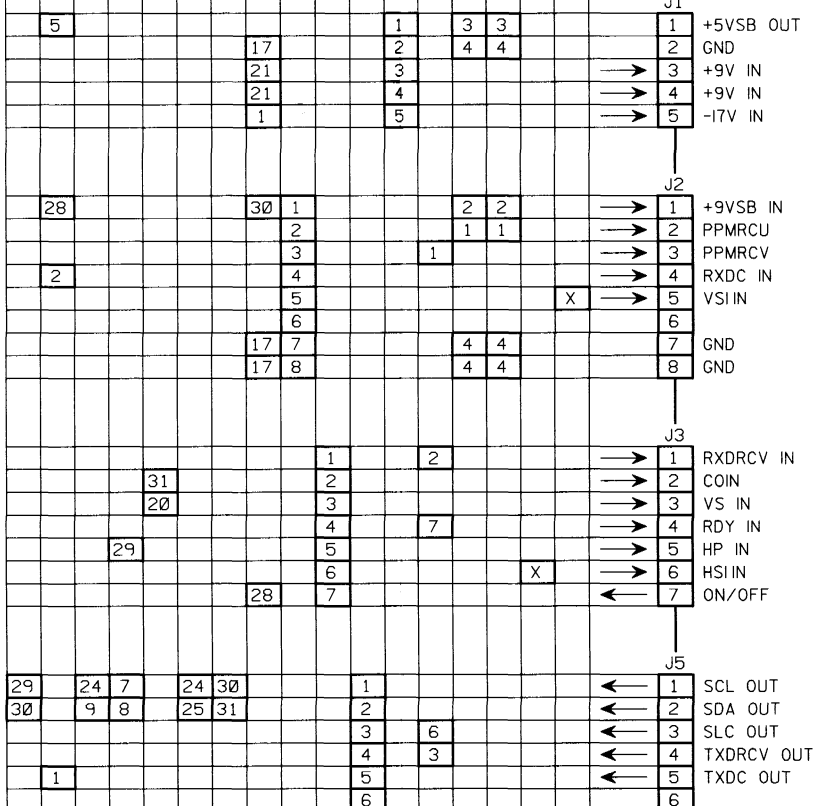 J1
5 1 3 3 1 +5VSB OUT
17 2 4 4 2 GND
21 3 3 +9V IN
21 4 4 +9V IN
1 5 5 -17V IN
J2
28 30 1 2 2 1 +9VSB IN
2 1 1 2 PPMRCU
3 1 3 PPMRCV
2 4 4 RXDC IN
5 X 5 VSIIN
6 6
17 7 4 4 7 GND
17 8 4 4 8 GND
J3
1 2 1 RXDRCV IN
31 2 2 COIN
20 3 3 VS IN
4 7 4 RDY IN
29 5 5 HP IN
6 X 6 HSIIN
28 7 7 ON/OFF
J5
29 24 7 24 30 1 1 SCL OUT
30 9 8 25 31 2 2 SDA OUT
3 6 3 SLC OUT
4 3 4 TXDRCV OUT
1 5 5 TXDC OUT
6 6